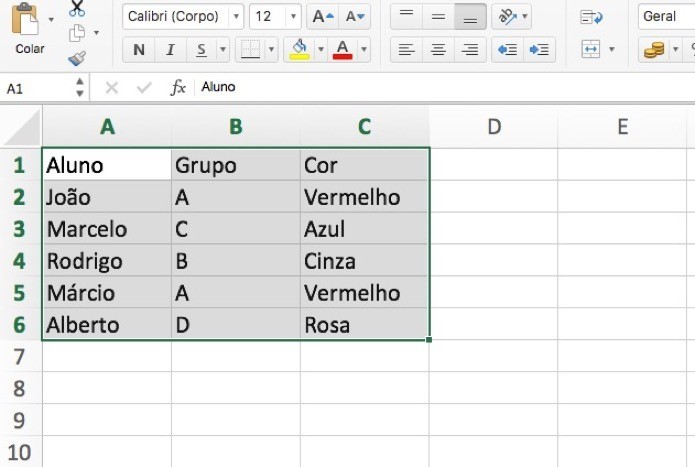 Calibri (Corpo) 12 A A Geral
Colar N I S A
A1 fx Aluno
A B C D E
1 Aluno Grupo Cor
2 João A Vermelho
3 Marcelo C Azul
4 Rodrigo B Cinza
5 Márcio A Vermelho
6 Alberto D Rosa
7
8
9
10